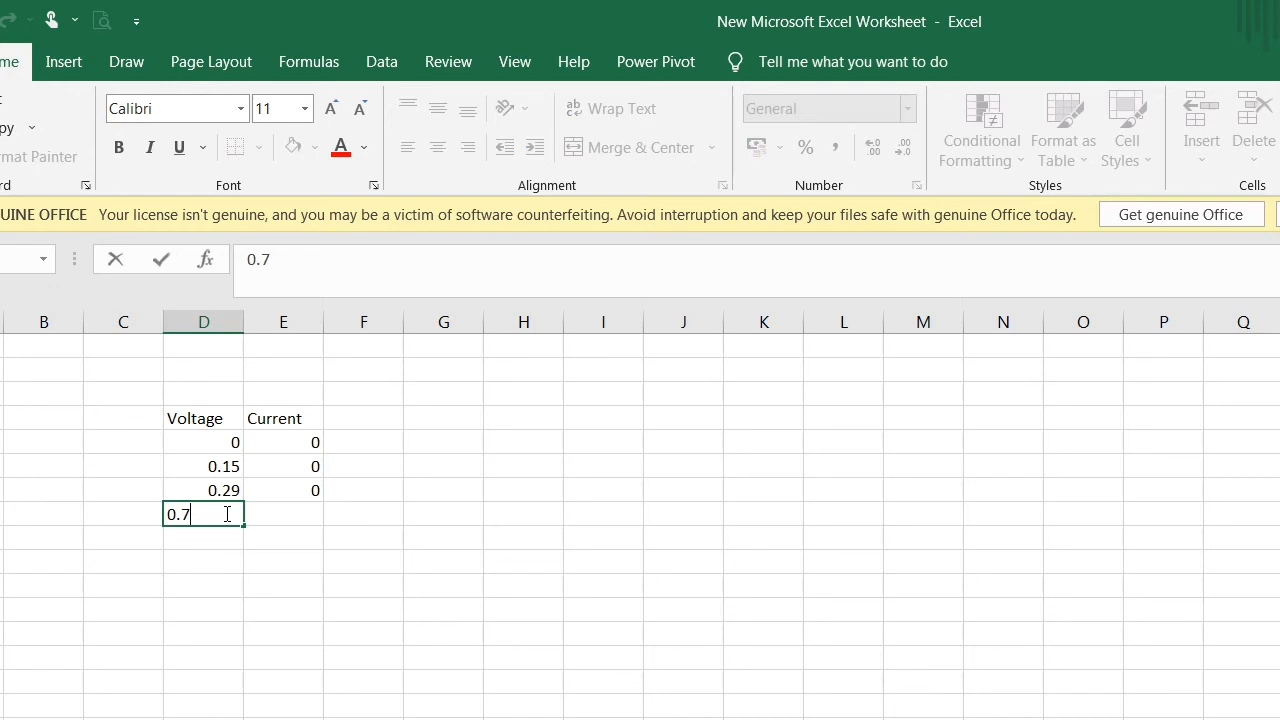 New Microsoft Excel Worksheet - Excel
me Insert Draw Page Layout Formulas Data Review View Help Power Pivot Tell me what you want to do
Calibri 11 Wrap Text General
Conditional Formatting
Format as Table
Cell Styles
Insert Delete
py
B I U A Merge & Center % ,
mat Painter
rd Font Alignment Number Styles Cells
UINE OFFICE Your license isn't genuine, and you may be a victim of software counterfeiting. Avoid interruption and keep your files safe with genuine Office today. Get genuine Office
fx 0.7
B C D E F G H I J K L M N O P Q
Voltage Current
0 0
0.15 0
0.29 0
0.7